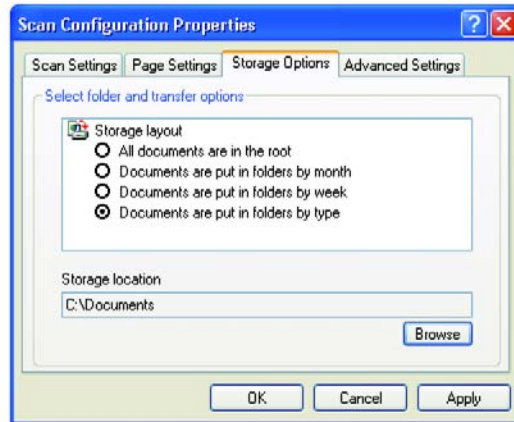 Scan Configuration Properties
Scan Settings Page Settings Storage Options Advanced Settings
Select folder and transfer options
Storage layout
All documents are in the root
Documents are put in folders by month
Documents are put in folders by week
Documents are put in folders by type
Storage location
C:\Documents
Browse
OK Cancel Apply